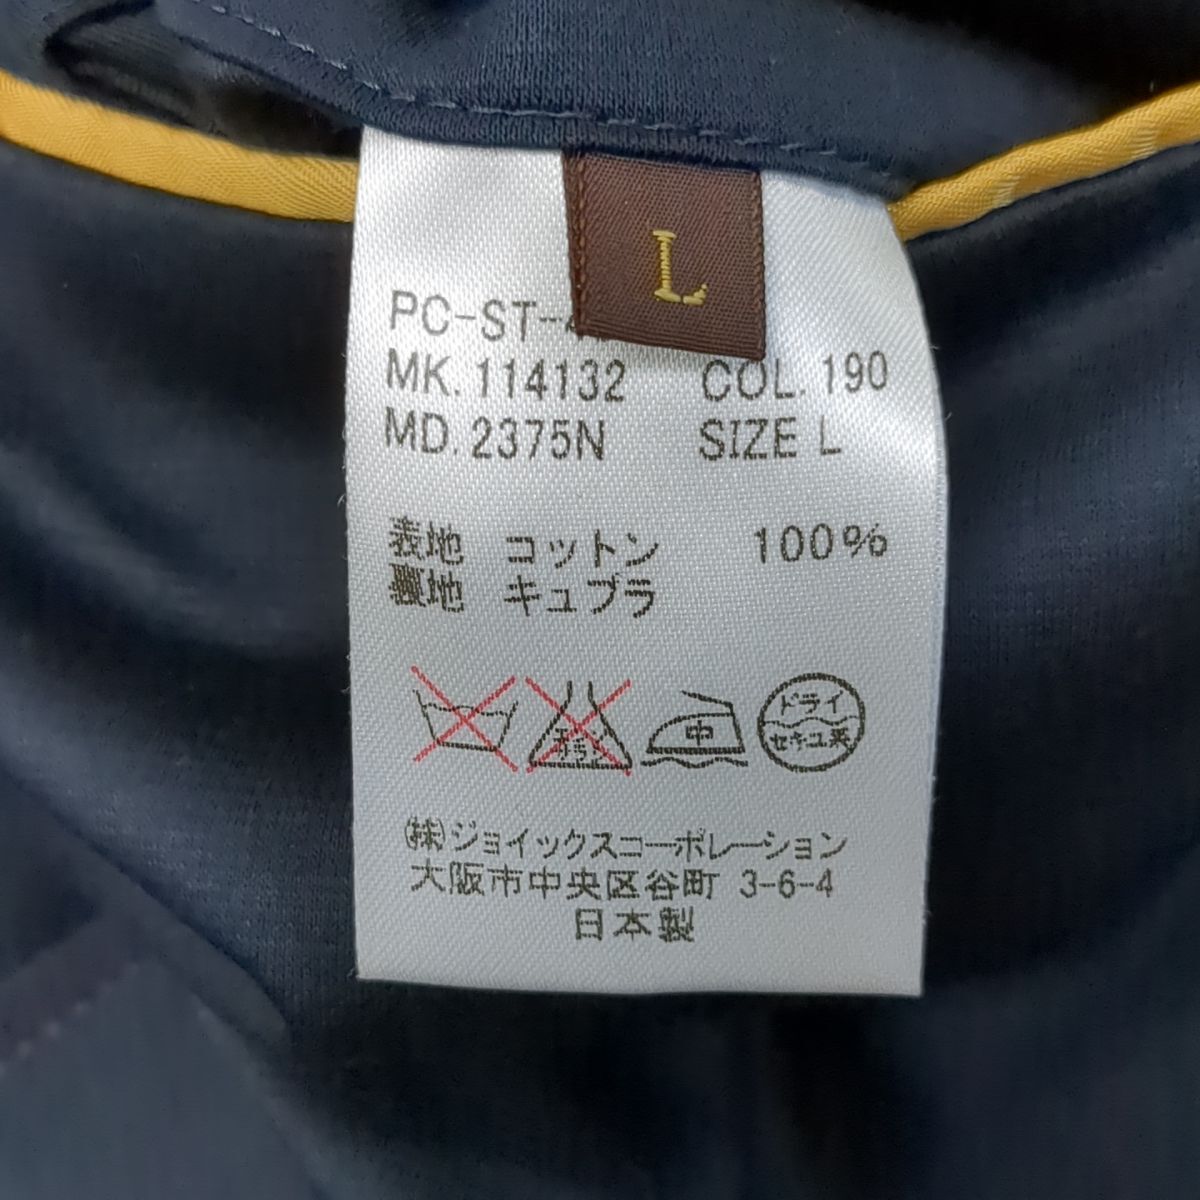 L
PC-ST-
MK. 114132 COL. 190
MD. 2375N SIZE L
表地 コットン 100%
裏地 キュプラ
中
ドライ
セキユ系
㈱ジョイックスコーポレーション
大阪市中央区谷町 3-6-4
日本製